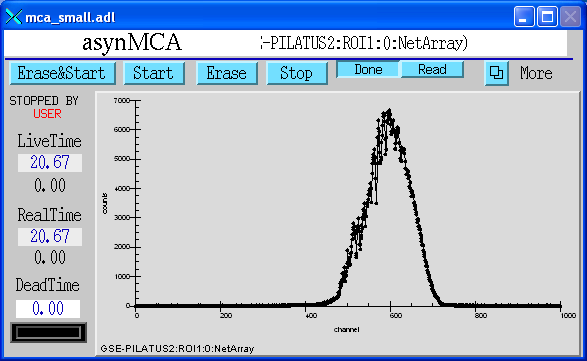 mca_small.adl
asynMCA
:-PILATUS2:ROI1:0:NetArray)
Erase&Start Start Erase Stop Done Read More
STOPPED BY
USER
LiveTime
20.67
0.00
RealTime
20.67
0.00
DeadTime
0.00
7000
6000
5000
4000
3000
2000
1000
0
counts
0 200 400 600 800 1000
channel
GSE-PILATUS2:ROI1:0:NetArray